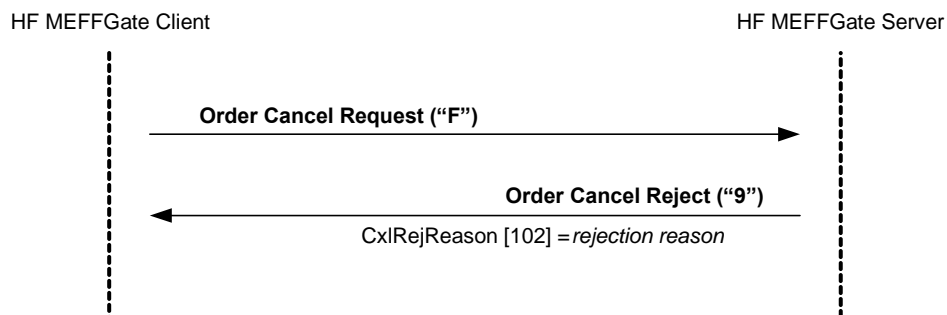 HF MEFFGate Client
HF MEFFGate Server
Order Cancel Request (“F”)
Order Cancel Reject (“9”)
CxlRejReason [102] = rejection reason